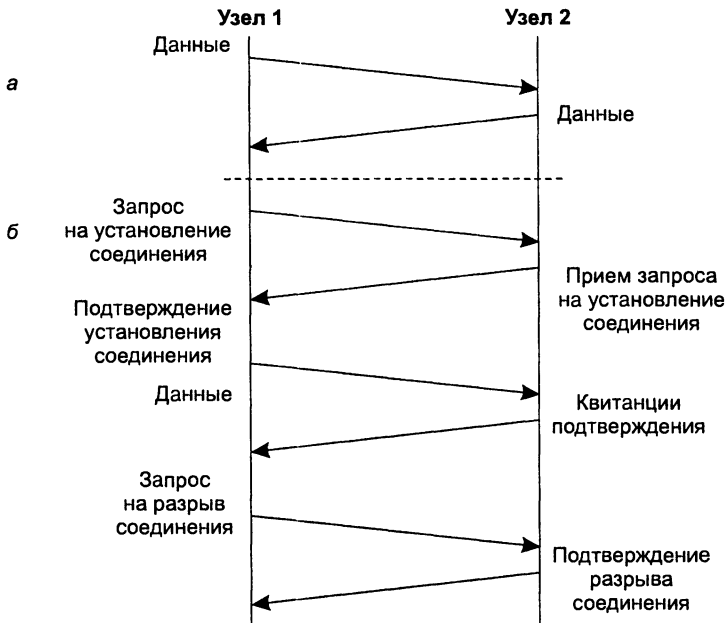 Узел 1
Узел 2
Данные
а
Данные
Запрос
на установление
соединения
б
Прием запроса
на установление
соединения
Подтверждение
установления
соединения
Данные
Квитанции
подтверждения
Запрос
на разрыв
соединения
Подтверждение
разрыва
соединения